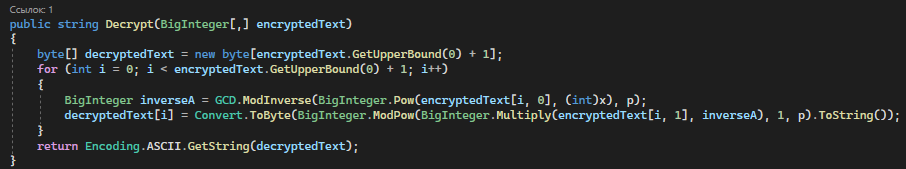 Ссылок: 1
public string Decrypt(BigInteger[,] encryptedText)
{
    byte[] decryptedText = new byte[encryptedText.GetUpperBound(0) + 1];
    for (int i = 0; i < encryptedText.GetUpperBound(0) + 1; i++)
    {
        BigInteger inverseA = GCD.ModInverse(BigInteger.Pow(encryptedText[i, 0], (int)x), p);
        decryptedText[i] = Convert.ToByte(BigInteger.ModPow(BigInteger.Multiply(encryptedText[i, 1], inverseA), 1, p).ToString());
    }
    return Encoding.ASCII.GetString(decryptedText);
}